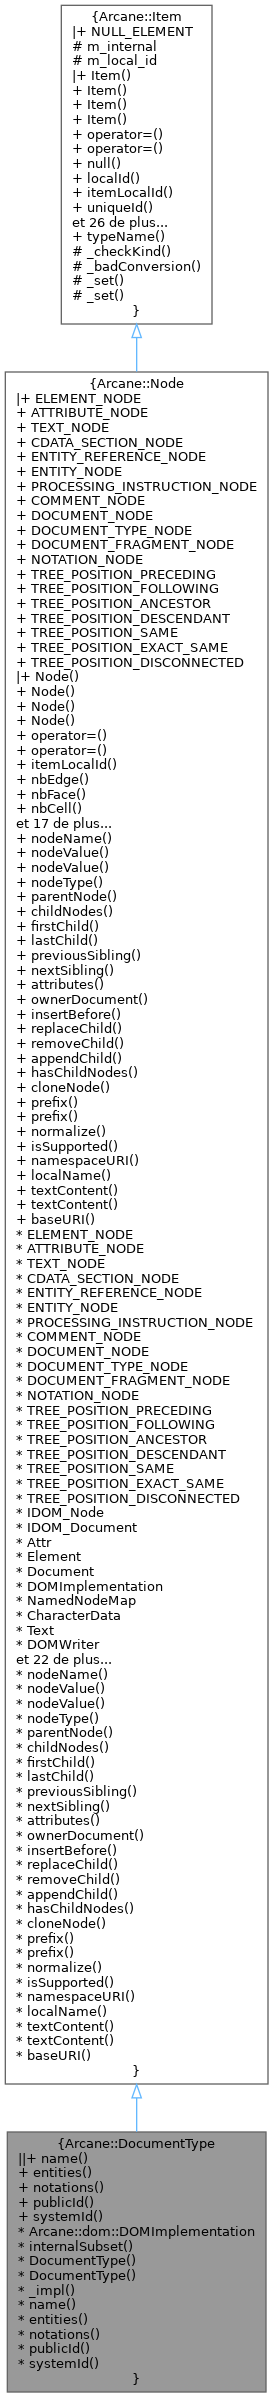 {Arcane::Item
|+ NULL_ELEMENT
# m_internal
# m_local_id
|+ Item()
+ Item()
+ Item()
+ Item()
+ operator=()
+ operator=()
+ null()
+ localId()
+ itemLocalId()
+ uniqueId()
et 26 de plus...
+ typeName()
# _checkKind()
# _badConversion()
# _set()
# _set()
}
{Arcane::Node
|+ ELEMENT_NODE
+ ATTRIBUTE_NODE
+ TEXT_NODE
+ CDATA_SECTION_NODE
+ ENTITY_REFERENCE_NODE
+ ENTITY_NODE
+ PROCESSING_INSTRUCTION_NODE
+ COMMENT_NODE
+ DOCUMENT_NODE
+ DOCUMENT_TYPE_NODE
+ DOCUMENT_FRAGMENT_NODE
+ NOTATION_NODE
+ TREE_POSITION_PRECEDING
+ TREE_POSITION_FOLLOWING
+ TREE_POSITION_ANCESTOR
+ TREE_POSITION_DESCENDANT
+ TREE_POSITION_SAME
+ TREE_POSITION_EXACT_SAME
+ TREE_POSITION_DISCONNECTED
|+ Node()
+ Node()
+ Node()
+ Node()
+ operator=()
+ operator=()
+ itemLocalId()
+ nbEdge()
+ nbFace()
+ nbCell()
et 17 de plus...
+ nodeName()
+ nodeValue()
+ nodeValue()
+ nodeType()
+ parentNode()
+ childNodes()
+ firstChild()
+ lastChild()
+ previousSibling()
+ nextSibling()
+ attributes()
+ ownerDocument()
+ insertBefore()
+ replaceChild()
+ removeChild()
+ appendChild()
+ hasChildNodes()
+ cloneNode()
+ prefix()
+ prefix()
+ normalize()
+ isSupported()
+ namespaceURI()
+ localName()
+ textContent()
+ textContent()
+ baseURI()
* ELEMENT_NODE
* ATTRIBUTE_NODE
* TEXT_NODE
* CDATA_SECTION_NODE
* ENTITY_REFERENCE_NODE
* ENTITY_NODE
* PROCESSING_INSTRUCTION_NODE
* COMMENT_NODE
* DOCUMENT_NODE
* DOCUMENT_TYPE_NODE
* DOCUMENT_FRAGMENT_NODE
* NOTATION_NODE
* TREE_POSITION_PRECEDING
* TREE_POSITION_FOLLOWING
* TREE_POSITION_ANCESTOR
* TREE_POSITION_DESCENDANT
* TREE_POSITION_SAME
* TREE_POSITION_EXACT_SAME
* TREE_POSITION_DISCONNECTED
* IDOM_Node
* IDOM_Document
* Attr
* Element
* Document
* DOMImplementation
* NamedNodeMap
* CharacterData
* Text
* DOMWriter
et 22 de plus...
* nodeName()
* nodeValue()
* nodeValue()
* nodeType()
* parentNode()
* childNodes()
* firstChild()
* lastChild()
* previousSibling()
* nextSibling()
* attributes()
* ownerDocument()
* insertBefore()
* replaceChild()
* removeChild()
* appendChild()
* hasChildNodes()
* cloneNode()
* prefix()
* prefix()
* normalize()
* isSupported()
* namespaceURI()
* localName()
* textContent()
* textContent()
* baseURI()
}
{Arcane::DocumentType
||+ name()
+ entities()
+ notations()
+ publicId()
+ systemId()
* Arcane::dom::DOMImplementation
* internalSubset()
* DocumentType()
* DocumentType()
* _impl()
* name()
* entities()
* notations()
* publicId()
* systemId()
}